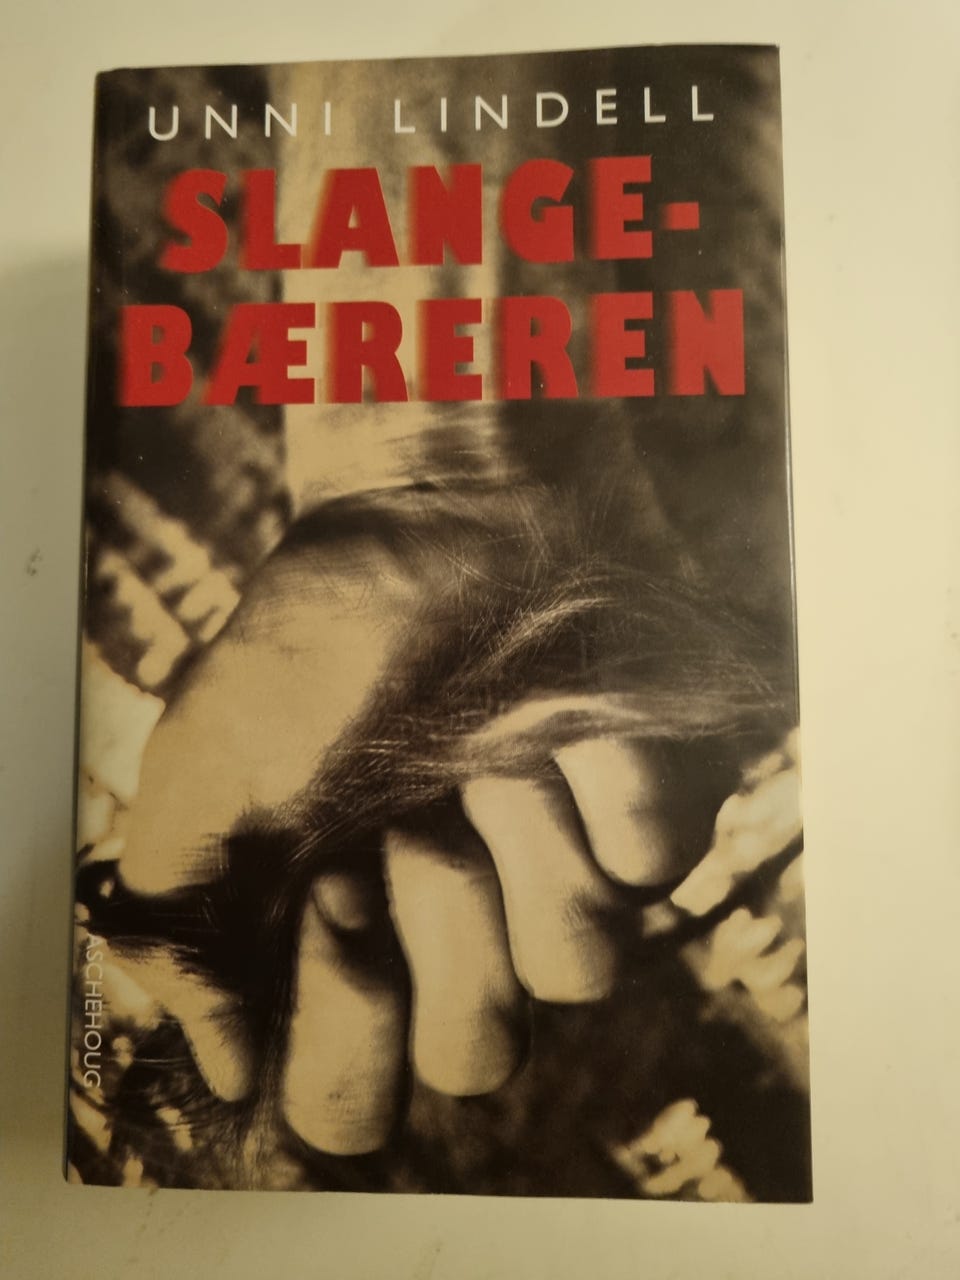 UNNI LINDELL
SLANGE-
BÆREREN
ASCHEHOUG